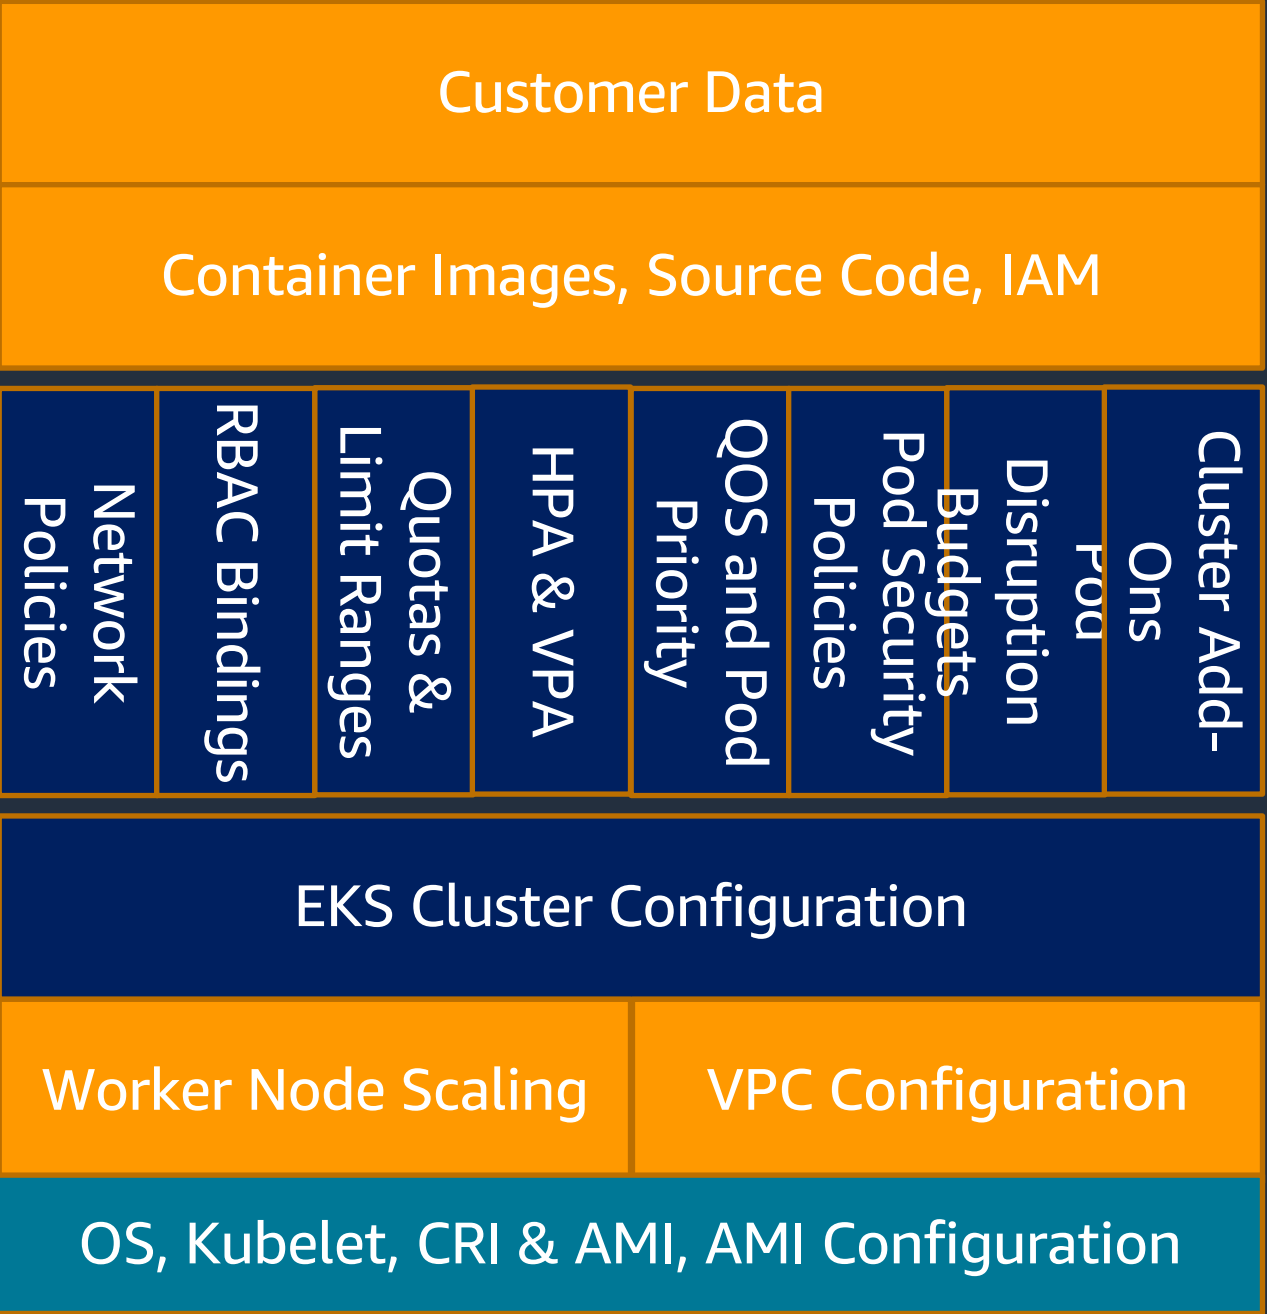 Customer Data
Container Images, Source Code, IAM
Network
Policies
RBAC Bindings
Quotas &
Limit Ranges
HPA & VPA
QOS and Pod
Priority
Pod Security
Policies
Pod
Disruption
Budgets
Cluster Add-
Ons
EKS Cluster Configuration
Worker Node Scaling
VPC Configuration
OS, Kubelet, CRI & AMI, AMI Configuration